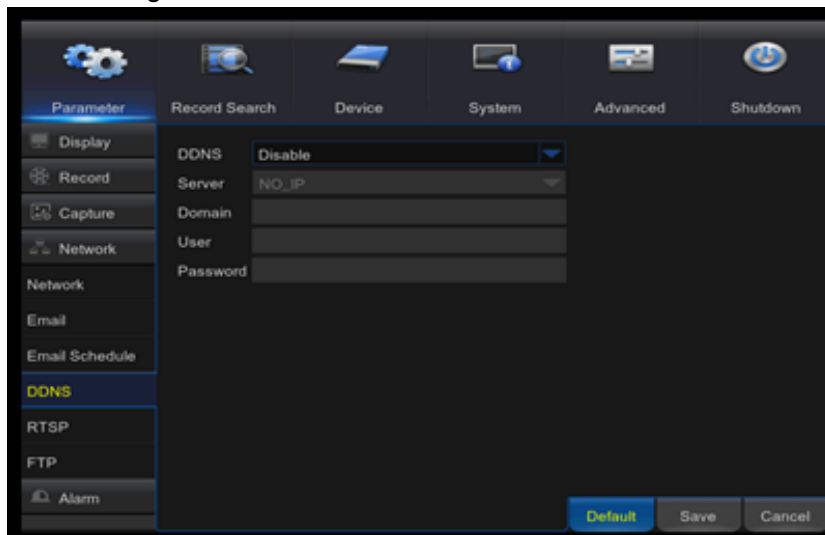 Parameter Record Search Device System Advanced Shutdown
Display
Record
Capture
Network
Network
Email
Email Schedule
DDNS
RTSP
FTP
Alarm
DDNS Disable
Server NO_IP
Domain
User
Password
Default Save Cancel